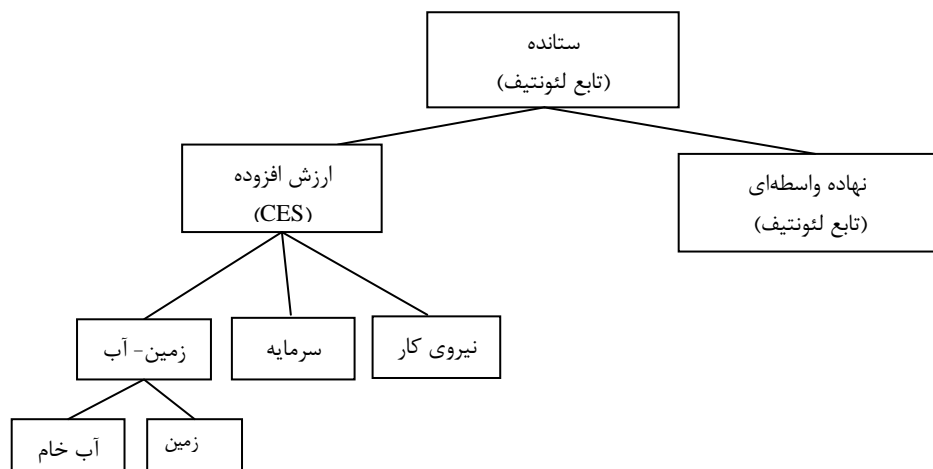 ستانده
(تابع لئونتیف)
ارزش افزوده
(CES)
نهاده واسطه‌ای
(تابع لئونتیف)
نیروی کار
سرمایه
زمین- آب
زمین
آب خام